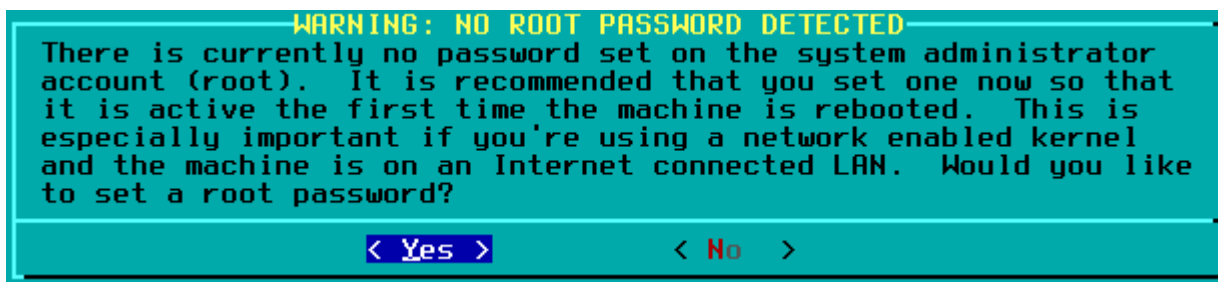 WARNING: NO ROOT PASSWORD DETECTED
There is currently no password set on the system administrator
account (root).  It is recommended that you set one now so that
it is active the first time the machine is rebooted.  This is
especially important if you're using a network enabled kernel
and the machine is on an Internet connected LAN.  Would you like
to set a root password?
< Yes > < No  >